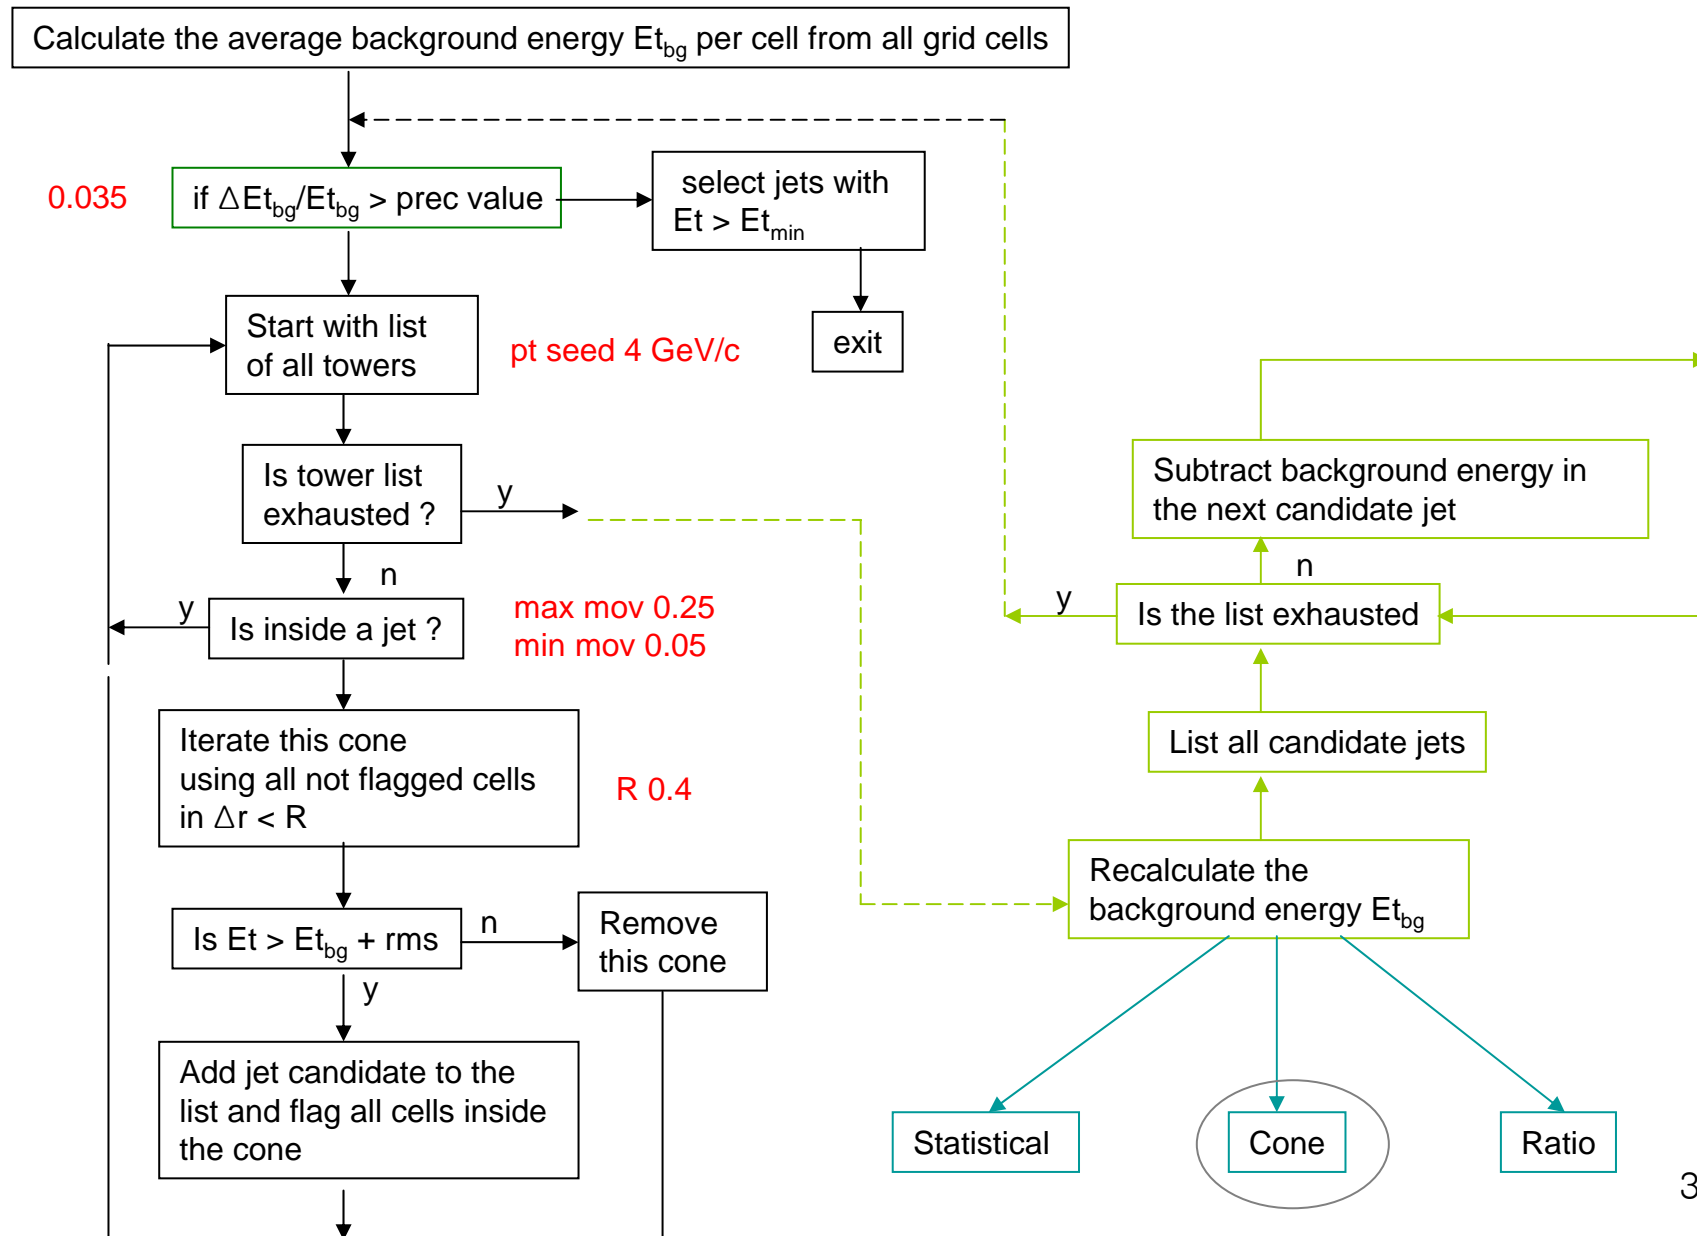 Calculate the average background energy Et_bg per cell from all grid cells
0.035
if ΔEt_bg/Et_bg > prec value
select jets with
Et > Et_min
exit
Start with list
of all towers
pt seed 4 GeV/c
Is tower list
exhausted ?
y
n
y
Is inside a jet ?
max mov 0.25
min mov 0.05
Iterate this cone
using all not flagged cells
in Δr < R
R 0.4
Is Et > Et_bg + rms
n
Remove
this cone
y
Add jet candidate to the
list and flag all cells inside
the cone
Subtract background energy in
the next candidate jet
n
y
Is the list exhausted
List all candidate jets
Recalculate the
background energy Et_bg
Statistical
Cone
Ratio
3